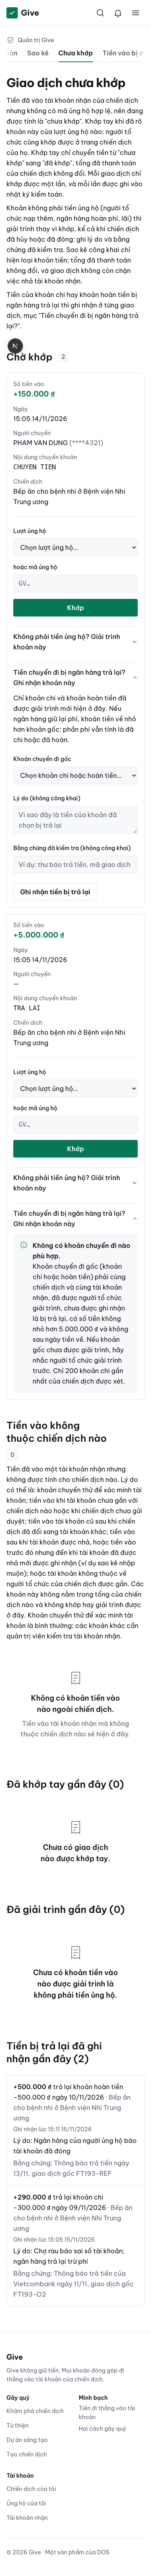 Give
Quản trị Give
Sao kê
Chưa khớp
Tiền vào bị
Giao dịch chưa khớp
Tiền đã vào tài khoản nhận của chiến dịch
nhưng không có mã ủng hộ hợp lệ, nên đang
được tính là "chưa khớp". Khớp tay khi đã rõ
khoản này của lượt ủng hộ nào; người tổ
chức cũng khớp được ở trang chiến dịch
của họ. Khớp tay chỉ chuyển tiền từ "chưa
khớp" sang "đã khớp", tổng đã thành toán
của chiến dịch không đổi. Mỗi giao dịch chỉ
khớp được một lần, và mỗi lần khớp ghi vào
nhật ký kiểm toán.
Khoản không phải tiền ủng hộ (người tổ
chức nạp thêm, ngân hàng hoàn phí, lãi) thì
giải trình để khép lại, kể cả khi chiến dịch
đã hủy hoặc đã đóng: ghi lý do và bằng
chứng đã kiểm tra. Sao kê công khai chỉ
hiện loại khoản tiền; tổng đã thanh toán
không đổi, và giao dịch không còn chặn
việc nhả tài khoản nhận.
Tiền của khoản chi hay khoản hoàn tiền bị
ngân hàng trả lại thì ghi nhận ở từng giao
dịch, mục "Tiền chuyển đi bị ngân hàng trả
lại?".
Chờ khớp 2
Số tiền vào
+150.000 ₫
Ngày
15:05 14/11/2026
Người chuyển
PHAM VAN DUNG (****4321)
Nội dung chuyển khoản
CHUYEN TIEN
Chiến dịch
Bếp ăn cho bệnh nhi ở Bệnh viện Nhi
Trung ương
Lượt ủng hộ
Chọn lượt ủng hộ…
hoặc mã ủng hộ
GV…
Khớp
Không phải tiền ủng hộ? Giải trình
khoản này
Tiền chuyển đi bị ngân hàng trả lại?
Ghi nhận khoản này
Chỉ khoản chi và khoản hoàn tiền đã
được giải trình mới hiện ở đây. Nếu
ngân hàng giữ lại phí, khoản tiền về nhỏ
hơn khoản gốc: phần phí vẫn tính là đã
chi hoặc đã hoàn.
Khoản chuyển đi gốc
Chọn khoản chi hoặc hoàn tiền…
Lý do (không công khai)
Vì sao đây là tiền của khoản đã
chọn bị trả lại
Bằng chứng đã kiểm tra (không công khai)
Ví dụ: thư báo trả tiền, mã giao dịch
Ghi nhận tiền bị trả lại
Số tiền vào
+5.000.000 ₫
Ngày
15:05 14/11/2026
Người chuyển
—
Nội dung chuyển khoản
TRA LAI
Chiến dịch
Bếp ăn cho bệnh nhi ở Bệnh viện Nhi
Trung ương
Lượt ủng hộ
Chọn lượt ủng hộ…
hoặc mã ủng hộ
GV…
Khớp
Không phải tiền ủng hộ? Giải trình
khoản này
Tiền chuyển đi bị ngân hàng trả lại?
Ghi nhận khoản này
Không có khoản chuyển đi nào
phù hợp.
Khoản chuyển đi gốc (khoản
chi hoặc hoàn tiền) phải cùng
chiến dịch và cùng tài khoản
nhận, đã được người tổ chức
giải trình, chưa được ghi nhận
là bị trả lại, có số tiền không
nhỏ hơn 5.000.000 ₫ và không
sau ngày tiền về. Nếu khoản
gốc chưa được giải trình, hãy
nhắc người tổ chức giải trình
trước. Chỉ 200 khoản chi gần
nhất của chiến dịch được xét.
Tiền vào không
thuộc chiến dịch nào
0
Tiền đã vào một tài khoản nhận nhưng
không được tính cho chiến dịch nào. Lý do
có thể là: khoản chuyển thử để xác minh tài
khoản; tiền vào khi tài khoản chưa gắn với
chiến dịch nào hoặc khi chiến dịch chưa gửi
duyệt; tiền vào tài khoản cũ sau khi chiến
dịch đã đổi sang tài khoản khác; tiền vào
sau khi tài khoản được nhả, hoặc tiền vào
trước đó nhưng đến khi tài khoản đã được
nhả mới được ghi nhận (ví dụ sao kê nhập
muộn); hoặc tài khoản không thuộc về
người tổ chức của chiến dịch được gắn. Các
khoản này không nằm trong tổng của chiến
dịch nào và không khớp hay giải trình được
ở đây. Khoản chuyển thử để xác minh tài
khoản là bình thường; các khoản khác cần
quản trị viên kiểm tra tài khoản nhận.
Không có khoản tiền vào
nào ngoài chiến dịch.
Tiền vào tài khoản nhận mà không
thuộc chiến dịch nào sẽ hiện ở đây.
Đã khớp tay gần đây (0)
Chưa có giao dịch
nào được khớp tay.
Đã giải trình gần đây (0)
Chưa có khoản tiền vào
nào được giải trình là
không phải tiền ủng hộ.
Tiền bị trả lại đã ghi
nhận gần đây (2)
+500.000 ₫ trả lại khoản hoàn tiền
−500.000 ₫ ngày 10/11/2026 · Bếp ăn
cho bệnh nhi ở Bệnh viện Nhi Trung
ương
Ghi nhận lúc 15:11 15/11/2026
Lý do: Ngân hàng của người ủng hộ báo
tài khoản đã đóng
Bằng chứng: Thông báo trả tiền ngày
13/11, giao dịch gốc FT193-REF
+290.000 ₫ trả lại khoản chi
−300.000 ₫ ngày 09/11/2026 · Bếp ăn
cho bệnh nhi ở Bệnh viện Nhi Trung
ương
Ghi nhận lúc 15:05 15/11/2026
Lý do: Chợ rau báo sai số tài khoản;
ngân hàng trả lại trừ phí
Bằng chứng: Thông báo trả tiền của
Vietcombank ngày 11/11, giao dịch gốc
FT193-O2
Give
Give không giữ tiền. Mọi khoản đóng góp đi
thẳng vào tài khoản của chiến dịch.
Gây quỹ
Khám phá chiến dịch
Từ thiện
Dự án sáng tạo
Tạo chiến dịch
Minh bạch
Tiền đi thẳng vào tài
khoản
Hai cách gây quỹ
Tài khoản
Chiến dịch của tôi
Ủng hộ của tôi
Tài khoản nhận
© 2026 Give · Một sản phẩm của DOS